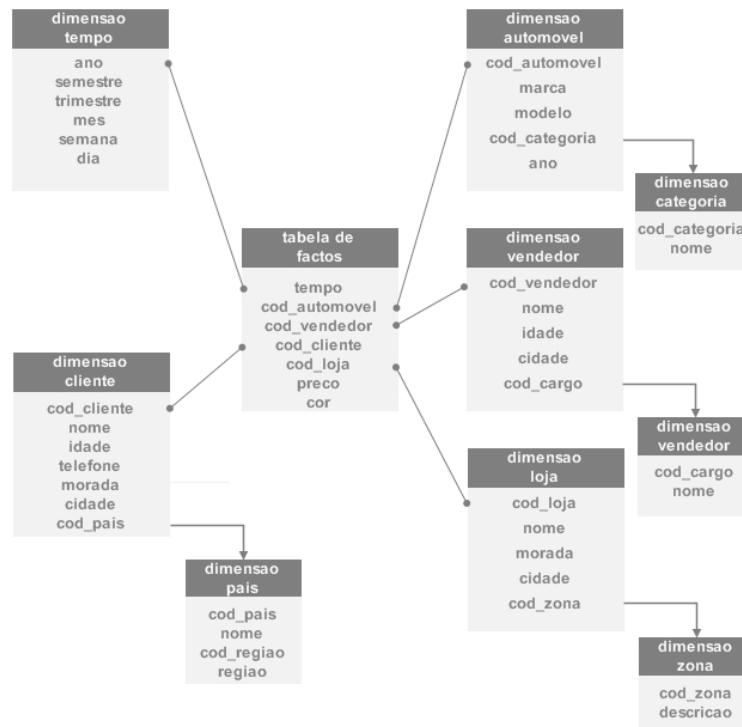 dimensao
tempo
ano
semestre
trimestre
mes
semana
dia
dimensao
automovel
cod_automovel
marca
modelo
cod_categoria
ano
dimensao
categoria
cod_categoria
nome
tabela de
factos
tempo
cod_automovel
cod_vendedor
cod_cliente
cod_loja
preco
cor
dimensao
vendedor
cod_vendedor
nome
idade
cidade
cod_cargo
dimensao
cliente
cod_cliente
nome
idade
telefone
morada
cidade
cod_pais
dimensao
vendedor
cod_cargo
nome
dimensao
loja
cod_loja
nome
morada
cidade
cod_zona
dimensao
pais
cod_pais
nome
cod_regiao
regiao
dimensao
zona
cod_zona
descricao